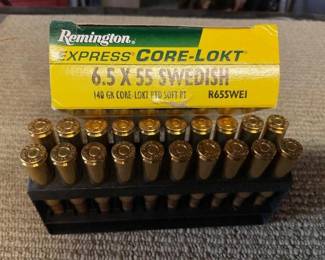 Remington
EXPRESS CORE-LOKT
6.5 X 55 SWEDISH
140 GR CORE-LOKT PTD SOFT PT R65SWE1